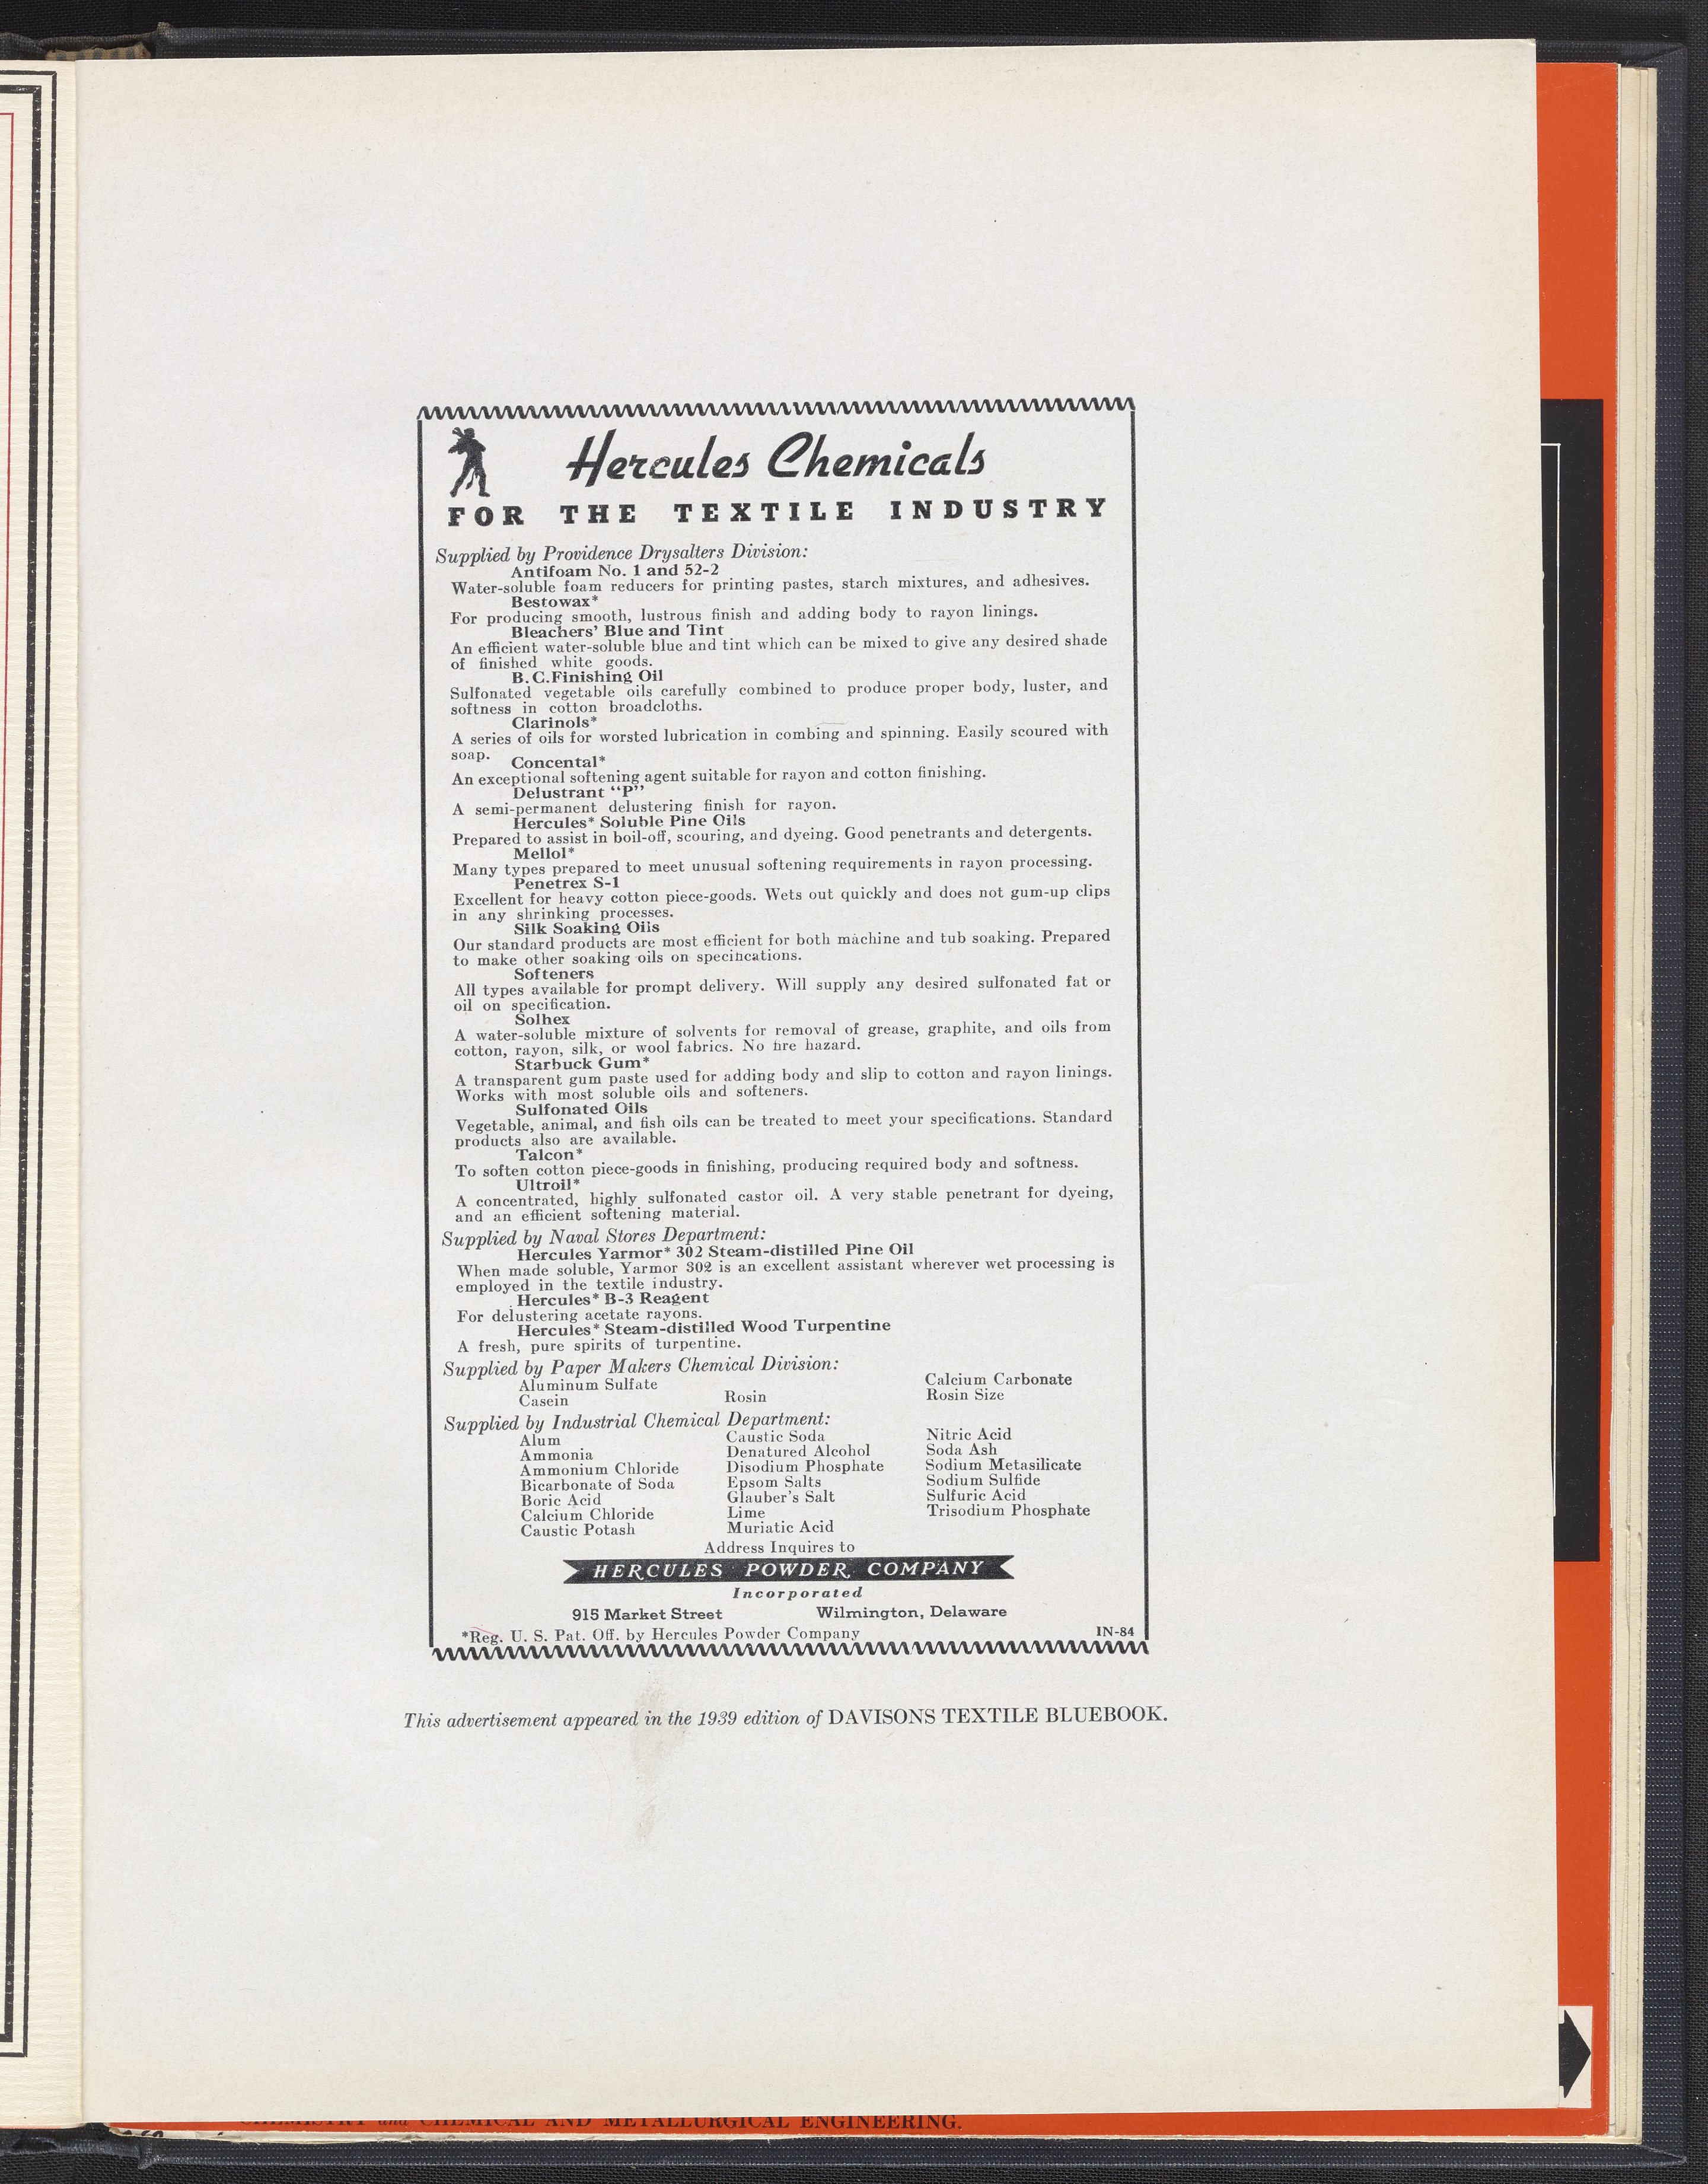 Hercules Chemicals
FOR THE TEXTILE INDUSTRY
Supplied by Providence Drysalters Division:
Antifoam No. 1 and 52-2
Water-soluble foam reducers for printing pastes, starch mixtures, and adhesives.
Bestowax*
For producing smooth, lustrous finish and adding body to rayon linings.
Bleachers' Blue and Tint
An efficient water-soluble blue and tint which can be mixed to give any desired shade
of finished white goods.
B.C.Finishing Oil
Sulfonated vegetable oils carefully combined to produce proper body, luster, and
softness in cotton broadcloths.
Clarinols*
A series of oils for worsted lubrication in combing and spinning. Easily scoured with
soap.
Concental*
An exceptional softening agent suitable for rayon and cotton finishing.
Delustrant "P"
A semi-permanent delustering finish for rayon.
Hercules* Soluble Pine Oils
Prepared to assist in boil-off, scouring, and dyeing. Good penetrants and detergents.
Mellol*
Many types prepared to meet unusual softening requirements in rayon processing.
Penetrex S-1
Excellent for heavy cotton piece-goods. Wets out quickly and does not gum-up clips
in any shrinking processes.
Silk Soaking Oils
Our standard products are most efficient for both machine and tub soaking. Prepared
to make other soaking oils on specifications.
Softeners
All types available for prompt delivery. Will supply any desired sulfonated fat or
oil on specification.
Solhex
A water-soluble mixture of solvents for removal of grease, graphite, and oils from
cotton, rayon, silk, or wool fabrics. No fire hazard.
Starbuck Gum*
A transparent gum paste used for adding body and slip to cotton and rayon linings.
Works with most soluble oils and softeners.
Sulfonated Oils
Vegetable, animal, and fish oils can be treated to meet your specifications. Standard
products also are available.
Talcon*
To soften cotton piece-goods in finishing, producing required body and softness.
Ultroil*
A concentrated, highly sulfonated castor oil. A very stable penetrant for dyeing,
and an efficient softening material.
Supplied by Naval Stores Department:
Hercules Yarmor* 302 Steam-distilled Pine Oil
When made soluble, Yarmor 302 is an excellent assistant wherever wet processing is
employed in the textile industry.
Hercules* B-3 Reagent
For delustering acetate rayons.
Hercules* Steam-distilled Wood Turpentine
A fresh, pure spirits of turpentine.
Supplied by Paper Makers Chemical Division:
Aluminum Sulfate Calcium Carbonate
Casein Rosin Rosin Size
Supplied by Industrial Chemical Department:
Alum Caustic Soda Nitric Acid
Ammonia Denatured Alcohol Soda Ash
Ammonium Chloride Disodium Phosphate Sodium Metasilicate
Bicarbonate of Soda Epsom Salts Sodium Sulfide
Boric Acid Glauber's Salt Sulfuric Acid
Calcium Chloride Lime Trisodium Phosphate
Caustic Potash Muriatic Acid
Address Inquires to
HERCULES POWDER COMPANY
Incorporated
915 Market Street Wilmington, Delaware
*Reg. U. S. Pat. Off. by Hercules Powder Company IN-84
This advertisement appeared in the 1939 edition of DAVISONS TEXTILE BLUEBOOK.
CHEMISTRY and CHEMICAL AND METALLURGICAL ENGINEERING.